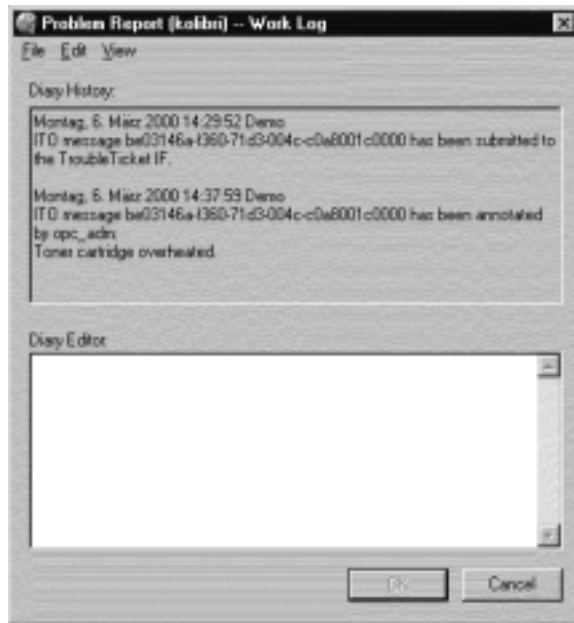 Problem Report (kolibri) -- Work Log
File Edit View
Diary History:
Montag, 6. März 2000 14:29:52 Demo
ITO message be03146a-f360-71d3-004c-c0a8001c0000 has been submitted to
the TroubleTicket IF.
Montag, 6. März 2000 14:37:59 Demo
ITO message be03146a-f360-71d3-004c-c0a8001c0000 has been annotated
by opc_adm:
Toner cartridge overheated.
Diary Editor:
OK Cancel